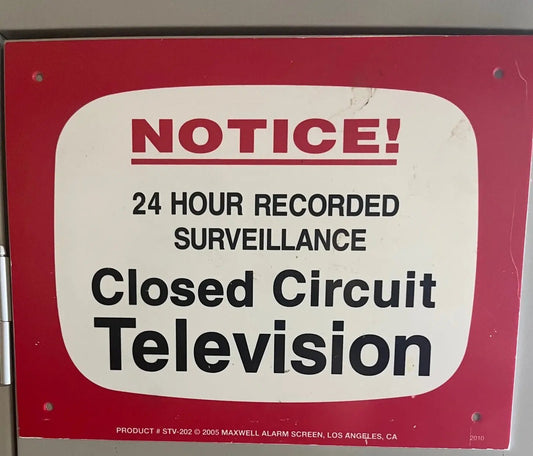 NOTICE!
24 HOUR RECORDED
SURVEILLANCE
Closed Circuit
Television
PRODUCT # STV-202 © 2005 MAXWELL ALARM SCREEN, LOS ANGELES, CA
2010